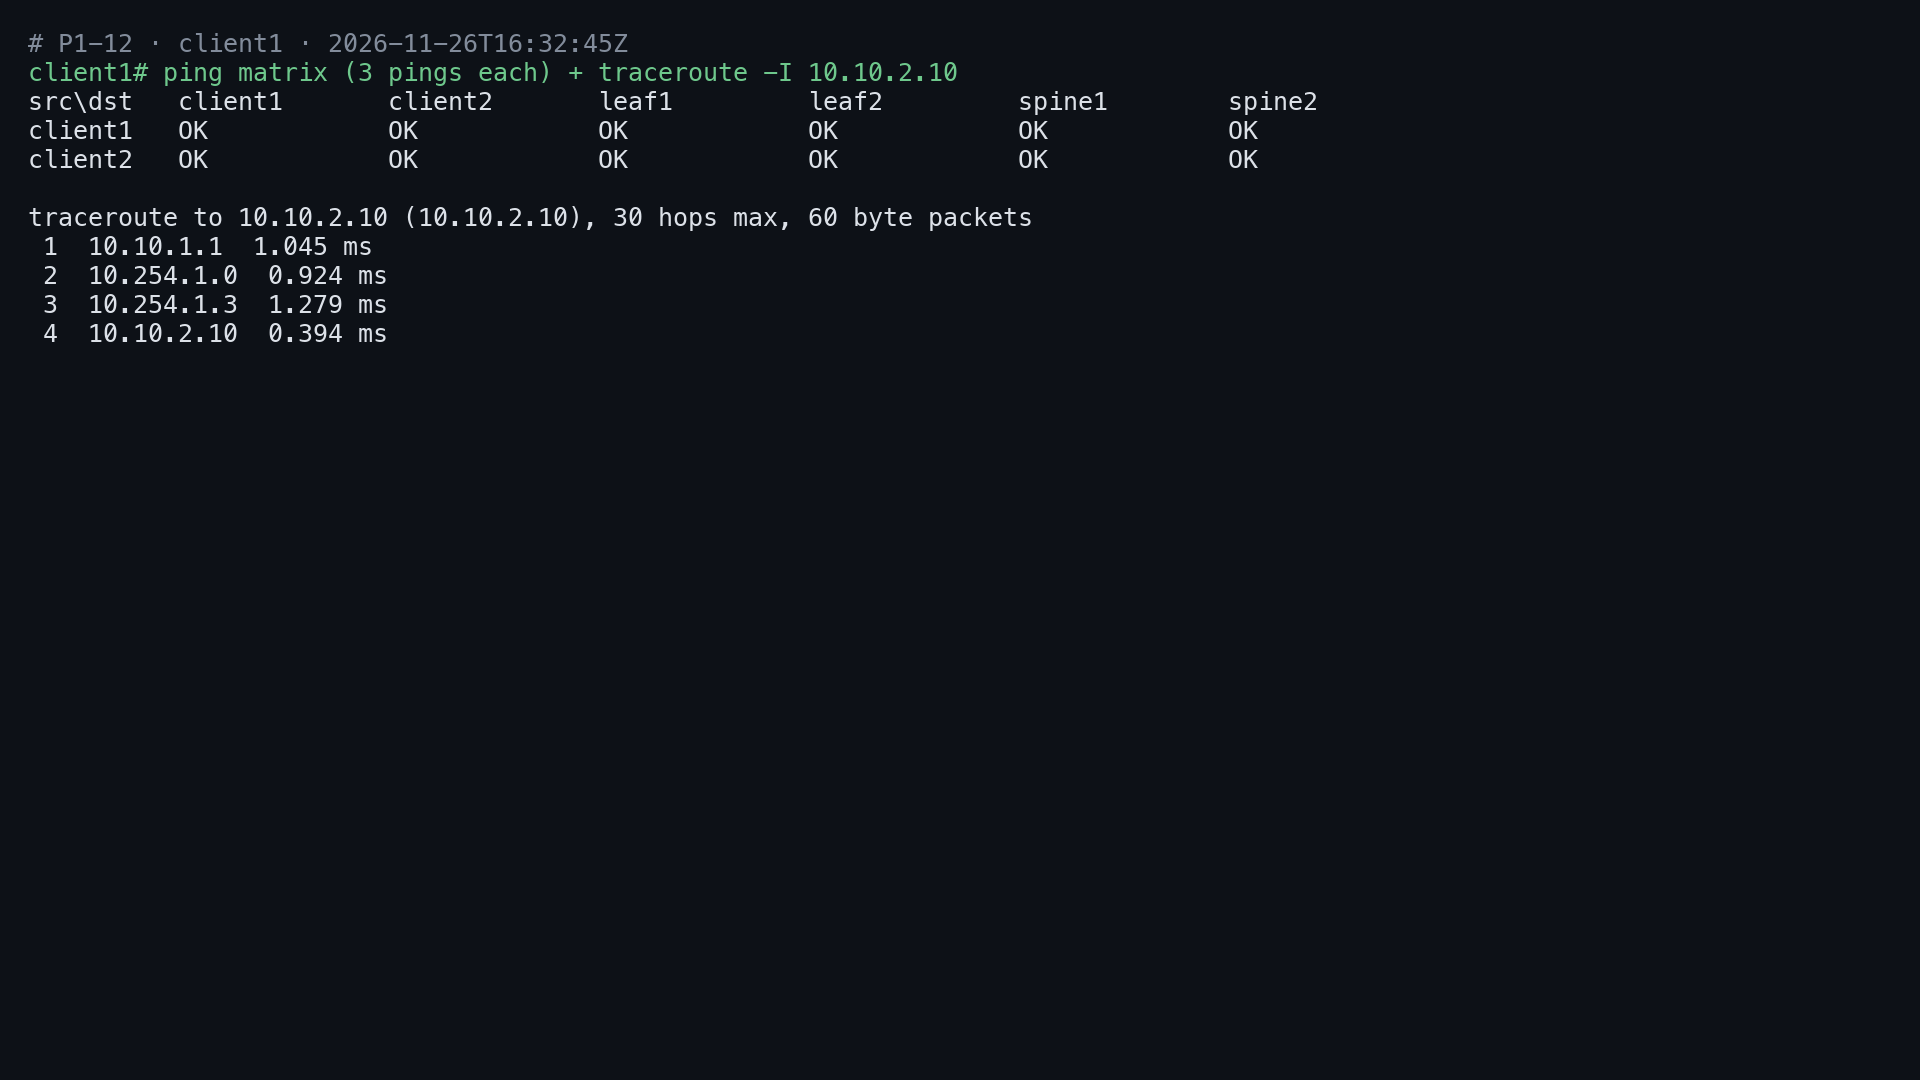 # P1−12 · client1 · 2026−11−26T16:32:45Z
client1# ping matrix (3 pings each) + traceroute −I 10.10.2.10
src\dst   client1       client2       leaf1         leaf2         spine1        spine2
client1   OK            OK            OK            OK            OK            OK
client2   OK            OK            OK            OK            OK            OK
traceroute to 10.10.2.10 (10.10.2.10), 30 hops max, 60 byte packets
 1  10.10.1.1  1.045 ms
 2  10.254.1.0  0.924 ms
 3  10.254.1.3  1.279 ms
 4  10.10.2.10  0.394 ms